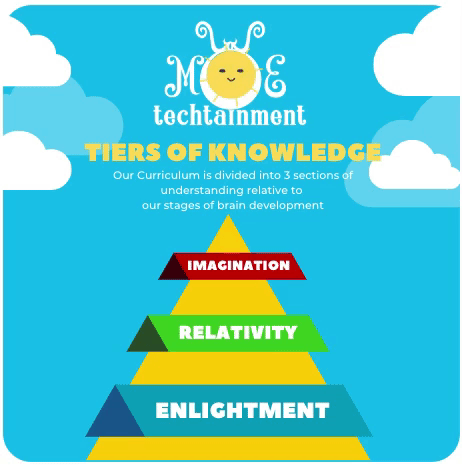 MOE
techtainment
TIERS OF KNOWLEDGE
Our Curriculum is divided into 3 sections of
understanding relative to
our stages of brain development
IMAGINATION
RELATIVITY
ENLIGHTMENT